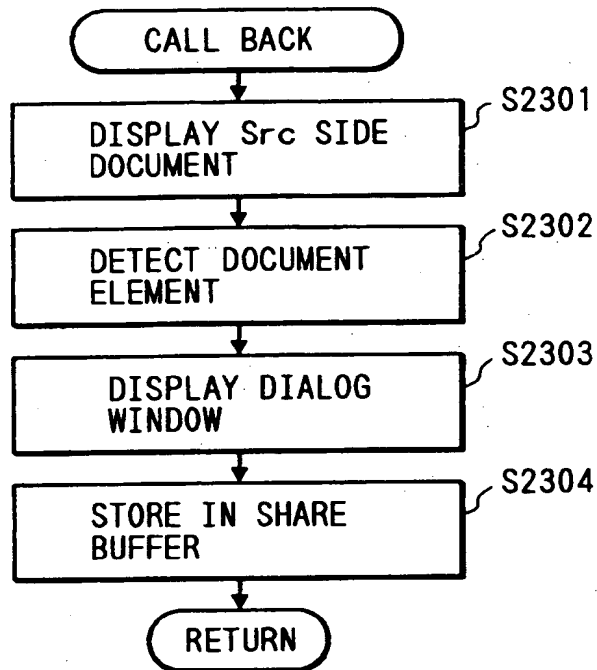 CALL BACK
S2301
DISPLAY Src SIDE
DOCUMENT
S2302
DETECT DOCUMENT
ELEMENT
S2303
DISPLAY DIALOG
WINDOW
S2304
STORE IN SHARE
BUFFER
RETURN